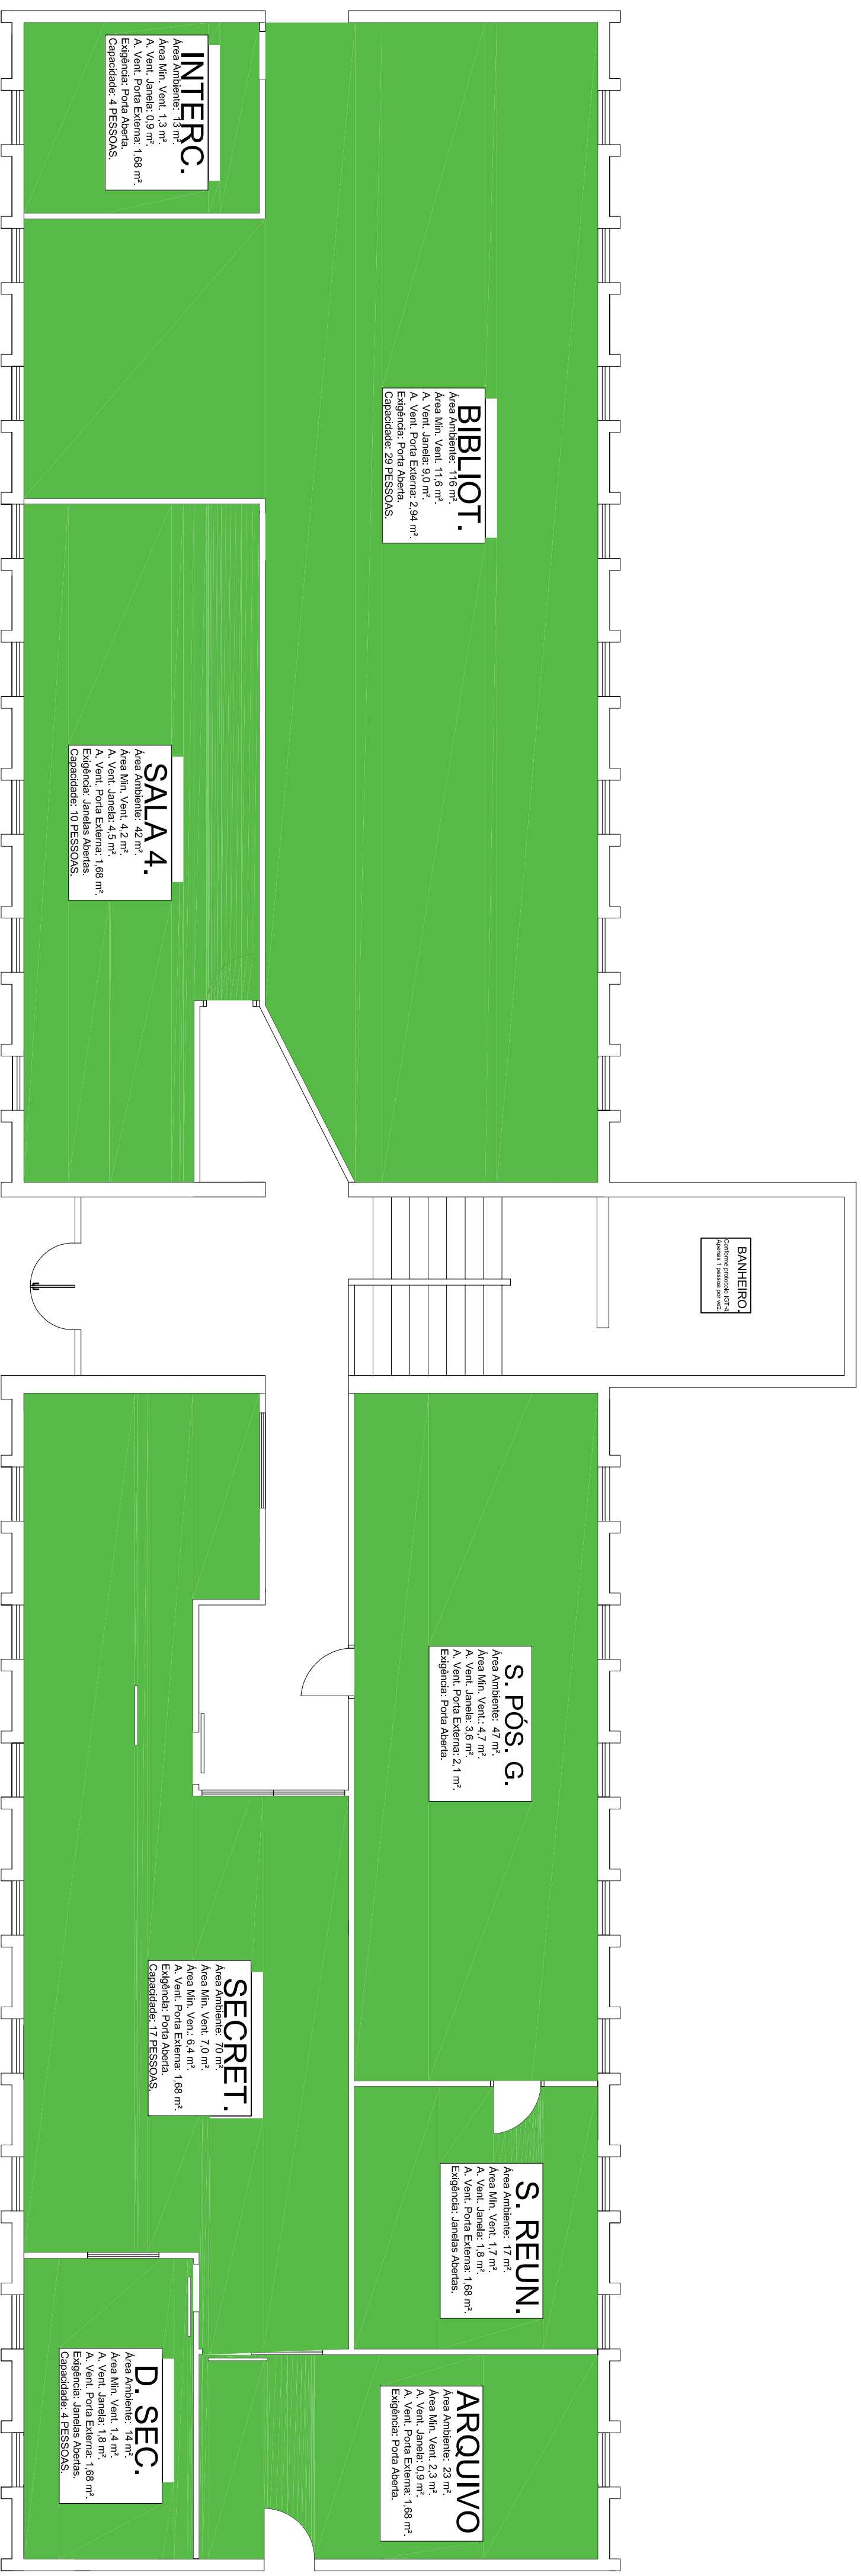 INTERC.
Área Ambiente: 13 m².
Área Min. Vent. 1,3 m².
A. Vent. Janela: 0,9 m².
A. Vent. Porta Externa: 1,68 m².
Exigência: Porta Aberta.
Capacidade: 4 PESSOAS.
BIBLIOT.
Área Ambiente: 116 m².
Área Min. Vent. 11,6 m².
A. Vent. Janela: 9,0 m².
A. Vent. Porta Externa: 2,94 m².
Exigência: Porta Aberta.
Capacidade: 29 PESSOAS.
SALA 4.
Área Ambiente: 42 m².
Área Min. Vent. 4,2 m².
A. Vent. Janela: 4,5 m².
A. Vent. Porta Externa: 1,68 m².
Exigência: Janelas Abertas.
Capacidade: 10 PESSOAS.
BANHEIRO.
Conforme protocolo IGT-4
Apenas 1 pessoa por vez.
S. PÓS. G.
Área Ambiente: 47 m².
Área Min. Vent.: 4,7 m².
A. Vent. Janela: 3,6 m².
A. Vent. Porta Externa: 2,1 m².
Exigência: Porta Aberta.
SECRET.
Área Ambiente: 70 m².
Área Min. Vent. 7,0 m².
Área Min. Ven.: 6,4 m².
A. Vent. Porta Externa: 1,68 m².
Exigência: Porta Aberta.
Capacidade: 17 PESSOAS.
S. REUN.
Área Ambiente: 17 m².
Área Min. Vent. 1,7 m².
A. Vent. Janela: 1,8 m².
A. Vent. Porta Externa: 1,68 m².
Exigência: Janelas Abertas.
D. SEC.
Área Ambiente: 14 m².
Área Min. Vent. 1,4 m².
A. Vent. Janela: 1,8 m².
A. Vent. Porta Externa: 1,68 m².
Exigência: Janelas Abertas.
Capacidade: 4 PESSOAS.
ARQUIVO
Área Ambiente: 23 m².
Área Min. Vent. 2,3 m².
A. Vent. Janela: 0,9 m².
A. Vent. Porta Externa: 1,68 m².
Exigência: Porta Aberta.